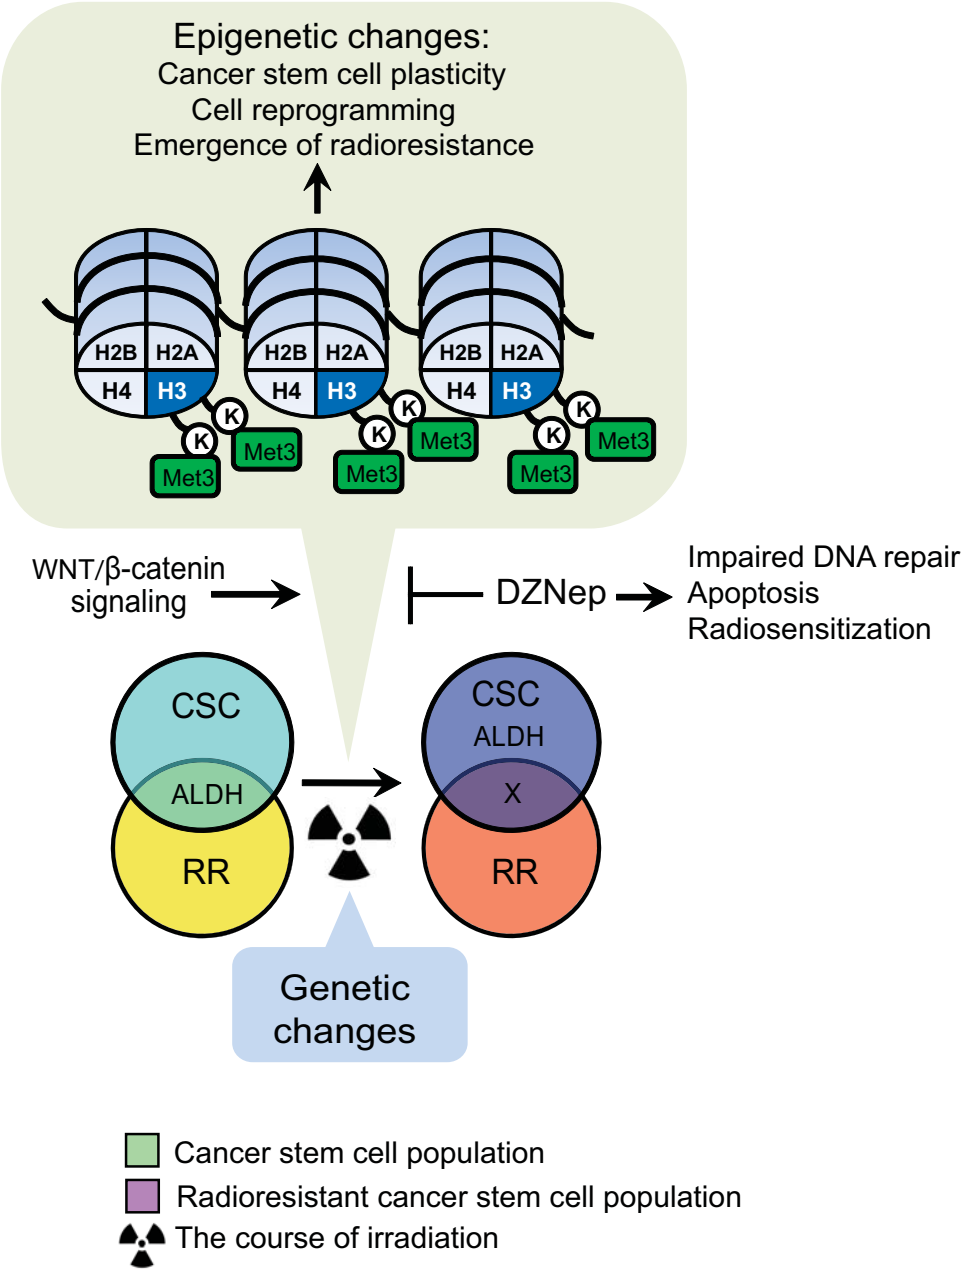 Epigenetic changes:
Cancer stem cell plasticity
Cell reprogramming
Emergence of radioresistance
H2B H2A H2B H2A H2B H2A
H4 H3 H4 H3 H4 H3
K K K K K K
Met3 Met3 Met3 Met3 Met3 Met3
WNT/β-catenin
signaling
DZNep
Impaired DNA repair
Apoptosis
Radiosensitization
CSC
ALDH
RR
CSC
ALDH
X
RR
Genetic
changes
Cancer stem cell population
Radioresistant cancer stem cell population
The course of irradiation